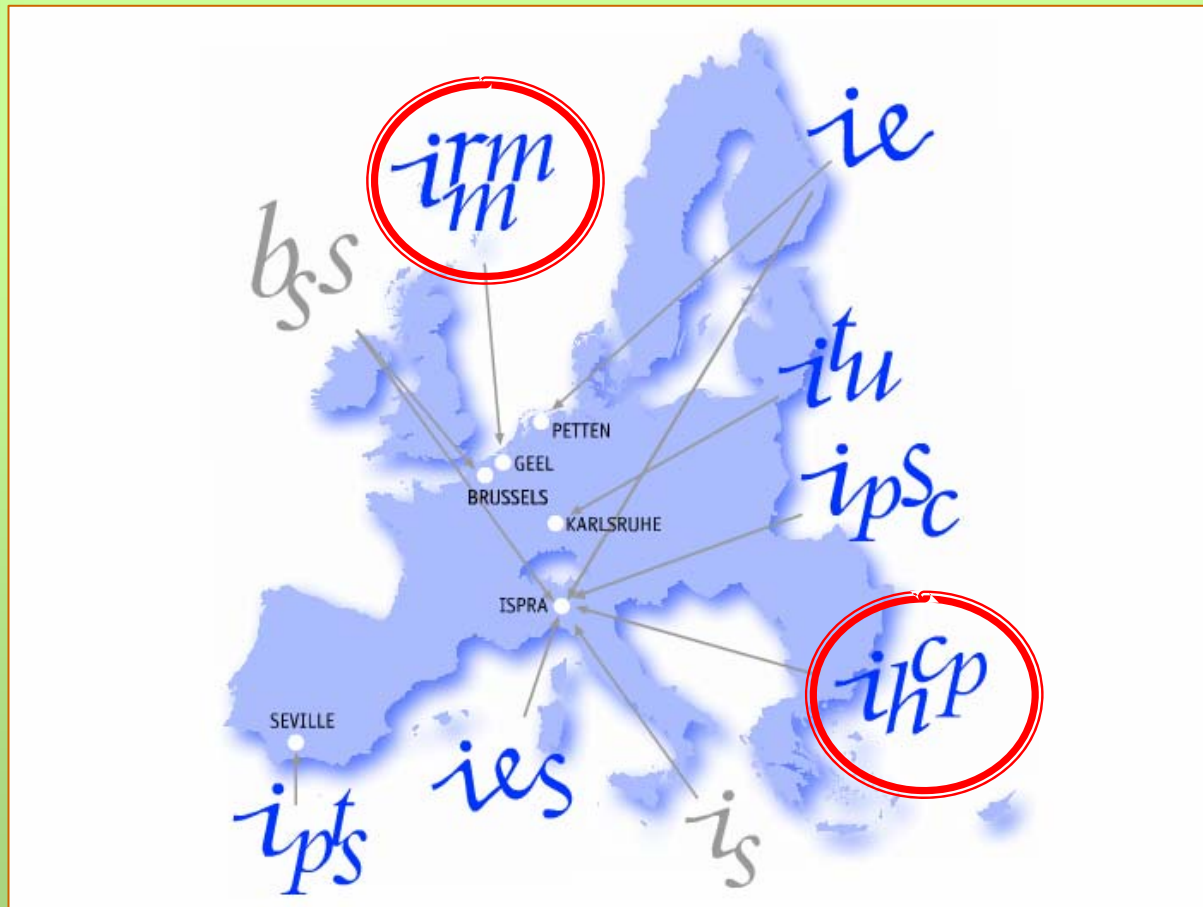 irmm
ie
bss
itu
PETTEN
GEEL
BRUSSELS
ipsc
KARLSRUHE
ISPRA
ihcp
SEVILLE
ies
ipts
is